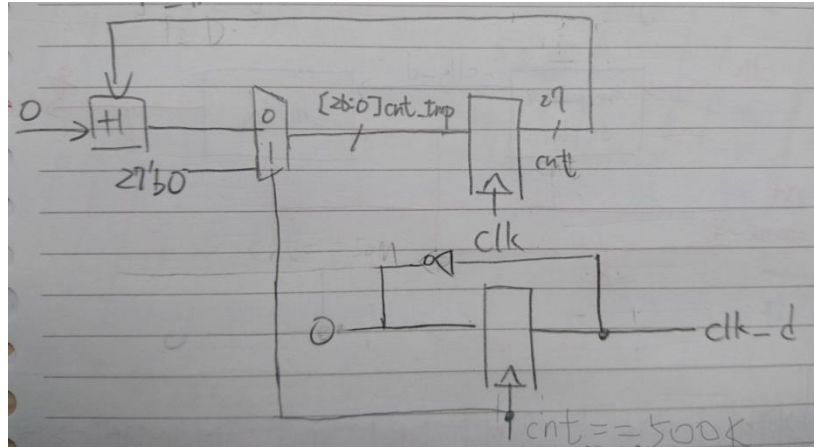 0
+1
0
1
27'b0
[26:0]cnt_tmp
27
cnt
clk
0
clk_d
cnt==500K